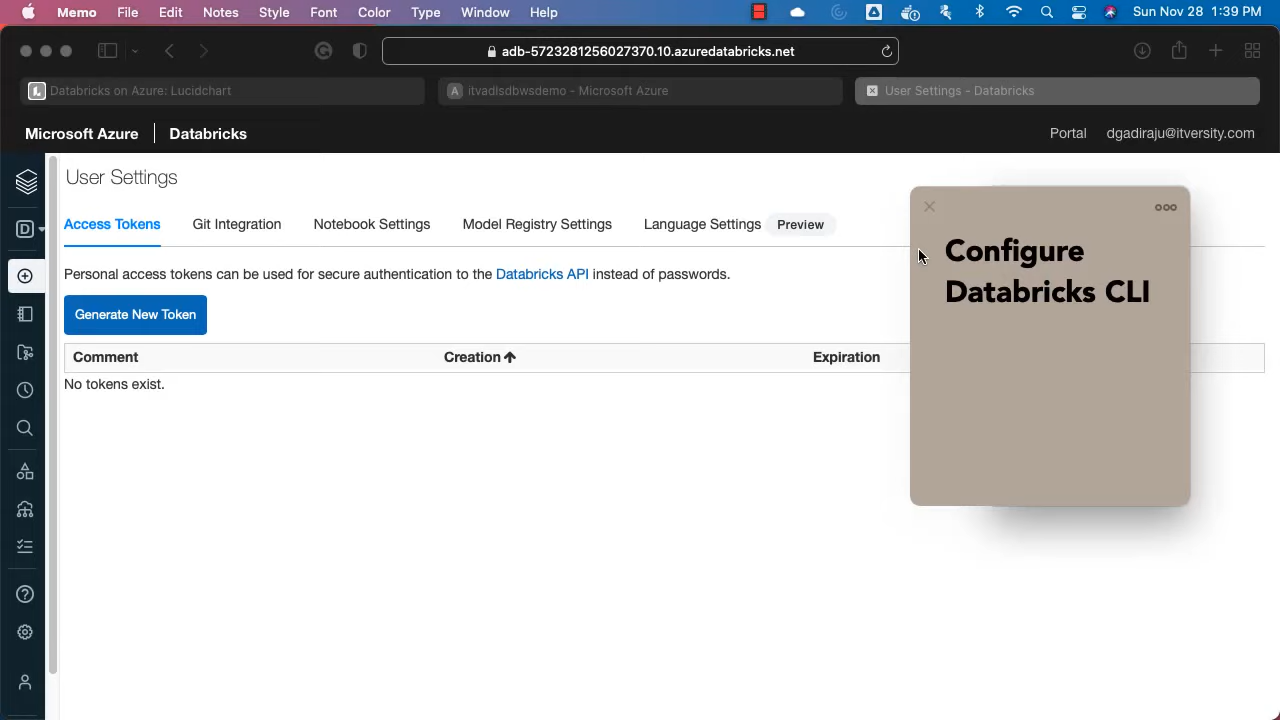 Memo File Edit Notes Style Font Color Type Window Help Sun Nov 28 1:39 PM
adb-5723281256027370.10.azuredatabricks.net
Databricks on Azure: Lucidchart
itvadlsdbwsdemo - Microsoft Azure
User Settings - Databricks
Microsoft Azure Databricks
Portal dgadiraju@itversity.com
User Settings
D
Access Tokens Git Integration Notebook Settings Model Registry Settings Language Settings Preview
Personal access tokens can be used for secure authentication to the Databricks API instead of passwords.
Generate New Token
Comment Creation Expiration
No tokens exist.
Configure
Databricks CLI